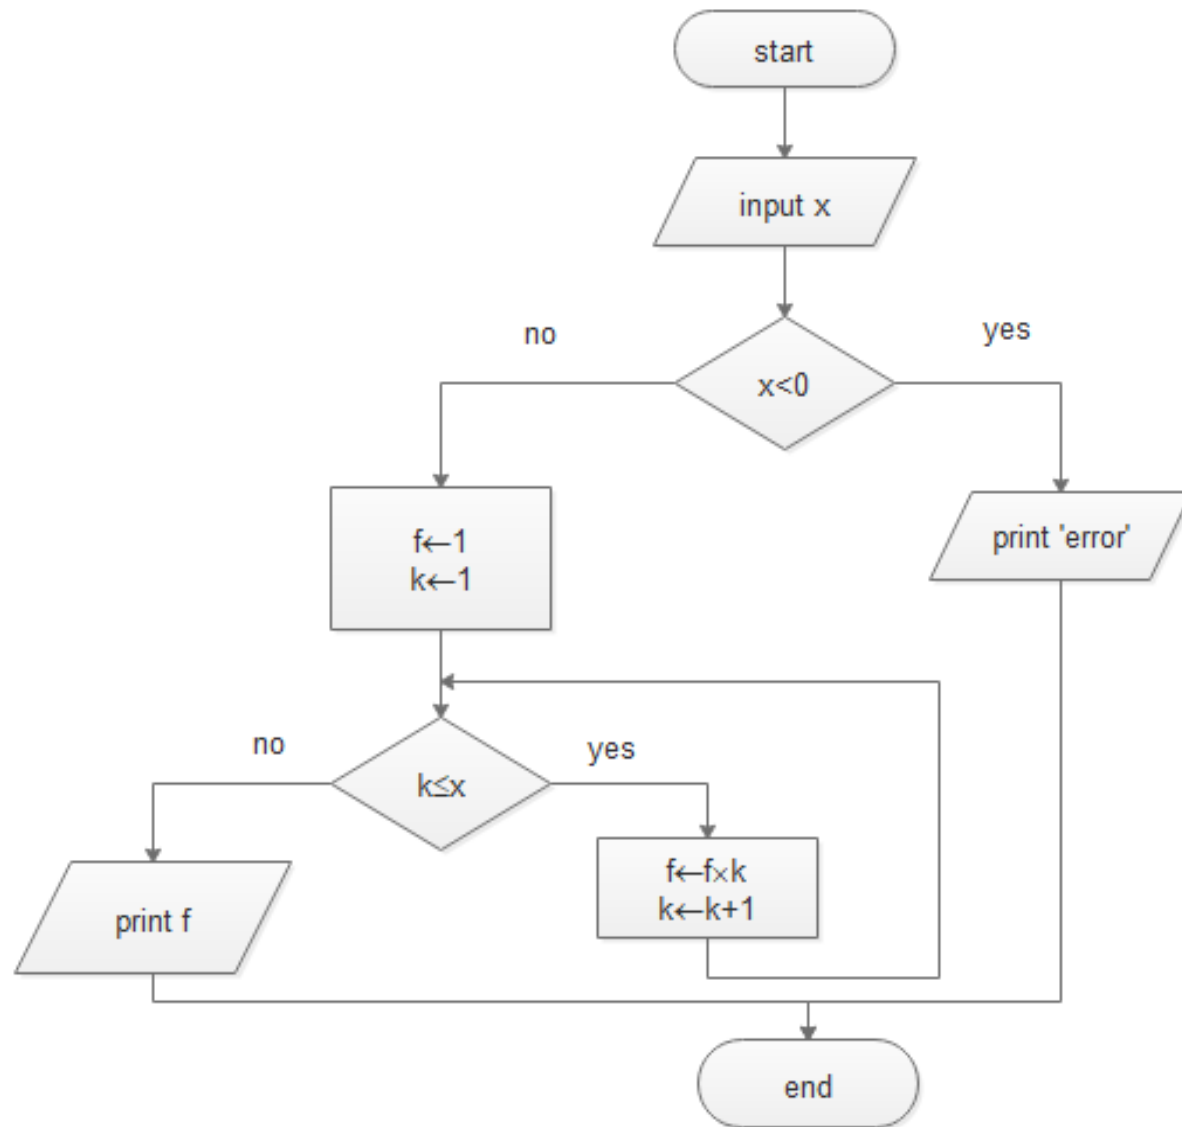 start
input x
no
yes
x<0
f←1
k←1
print 'error'
no
yes
k≤x
f←f×k
k←k+1
print f
end